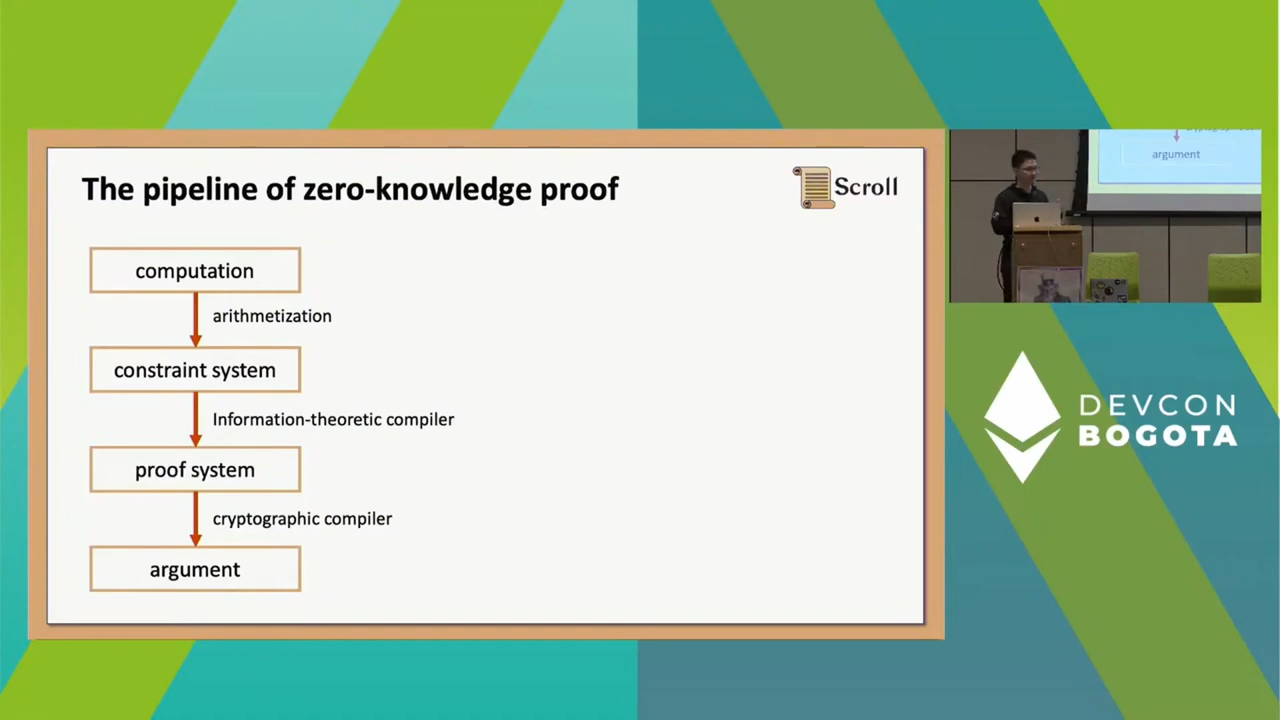 The pipeline of zero-knowledge proof
Scroll
computation
arithmetization
constraint system
Information-theoretic compiler
proof system
cryptographic compiler
argument
argument
DEVCON
BOGOTA